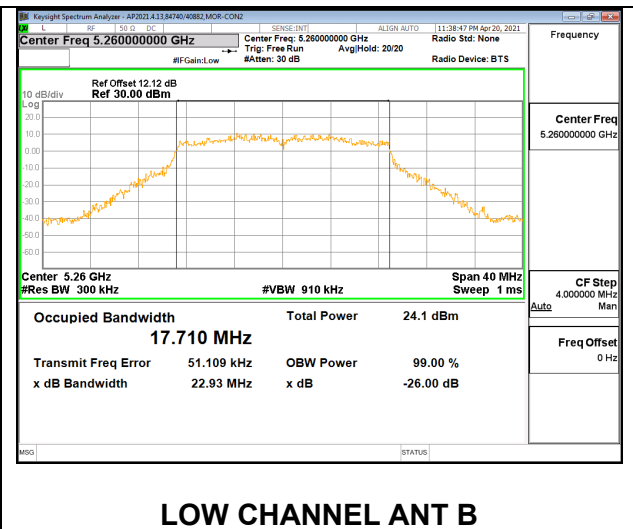 Keysight Spectrum Analyzer - AP2021.4.13,84740/40882,MOR-CON2
L RF 50 Ω DC SENSE:INT ALIGN AUTO 11:38:47 PM Apr 20, 2021
Center Freq 5.260000000 GHz Center Freq: 5.260000000 GHz Radio Std: None Frequency
Trig: Free Run Avg|Hold: 20/20
#IFGain:Low #Atten: 30 dB Radio Device: BTS
Ref Offset 12.12 dB
10 dB/div Ref 30.00 dBm
Log
20.0
10.0
0.00
-10.0
-20.0
-30.0
-40.0
-50.0
-60.0
Center Freq
5.260000000 GHz
Center 5.26 GHz Span 40 MHz
#Res BW 300 kHz #VBW 910 kHz Sweep 1 ms
CF Step
4.000000 MHz
Auto Man
Occupied Bandwidth Total Power 24.1 dBm
17.710 MHz
Freq Offset
0 Hz
Transmit Freq Error 51.109 kHz OBW Power 99.00 %
x dB Bandwidth 22.93 MHz x dB -26.00 dB
MSG STATUS
LOW CHANNEL ANT B